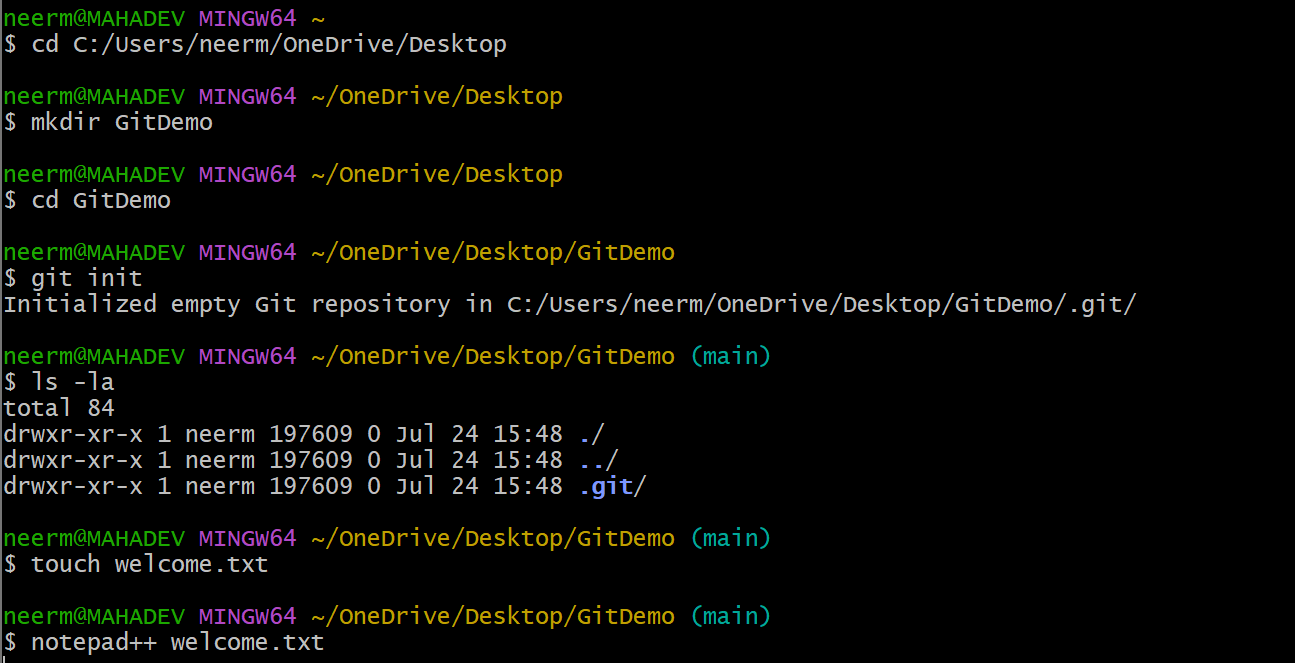 neerm@MAHADEV MINGW64 ~
$ cd C:/Users/neerm/OneDrive/Desktop
neerm@MAHADEV MINGW64 ~/OneDrive/Desktop
$ mkdir GitDemo
neerm@MAHADEV MINGW64 ~/OneDrive/Desktop
$ cd GitDemo
neerm@MAHADEV MINGW64 ~/OneDrive/Desktop/GitDemo
$ git init
Initialized empty Git repository in C:/Users/neerm/OneDrive/Desktop/GitDemo/.git/
neerm@MAHADEV MINGW64 ~/OneDrive/Desktop/GitDemo (main)
$ ls -la
total 84
drwxr-xr-x 1 neerm 197609 0 Jul 24 15:48 ./
drwxr-xr-x 1 neerm 197609 0 Jul 24 15:48 ../
drwxr-xr-x 1 neerm 197609 0 Jul 24 15:48 .git/
neerm@MAHADEV MINGW64 ~/OneDrive/Desktop/GitDemo (main)
$ touch welcome.txt
neerm@MAHADEV MINGW64 ~/OneDrive/Desktop/GitDemo (main)
$ notepad++ welcome.txt